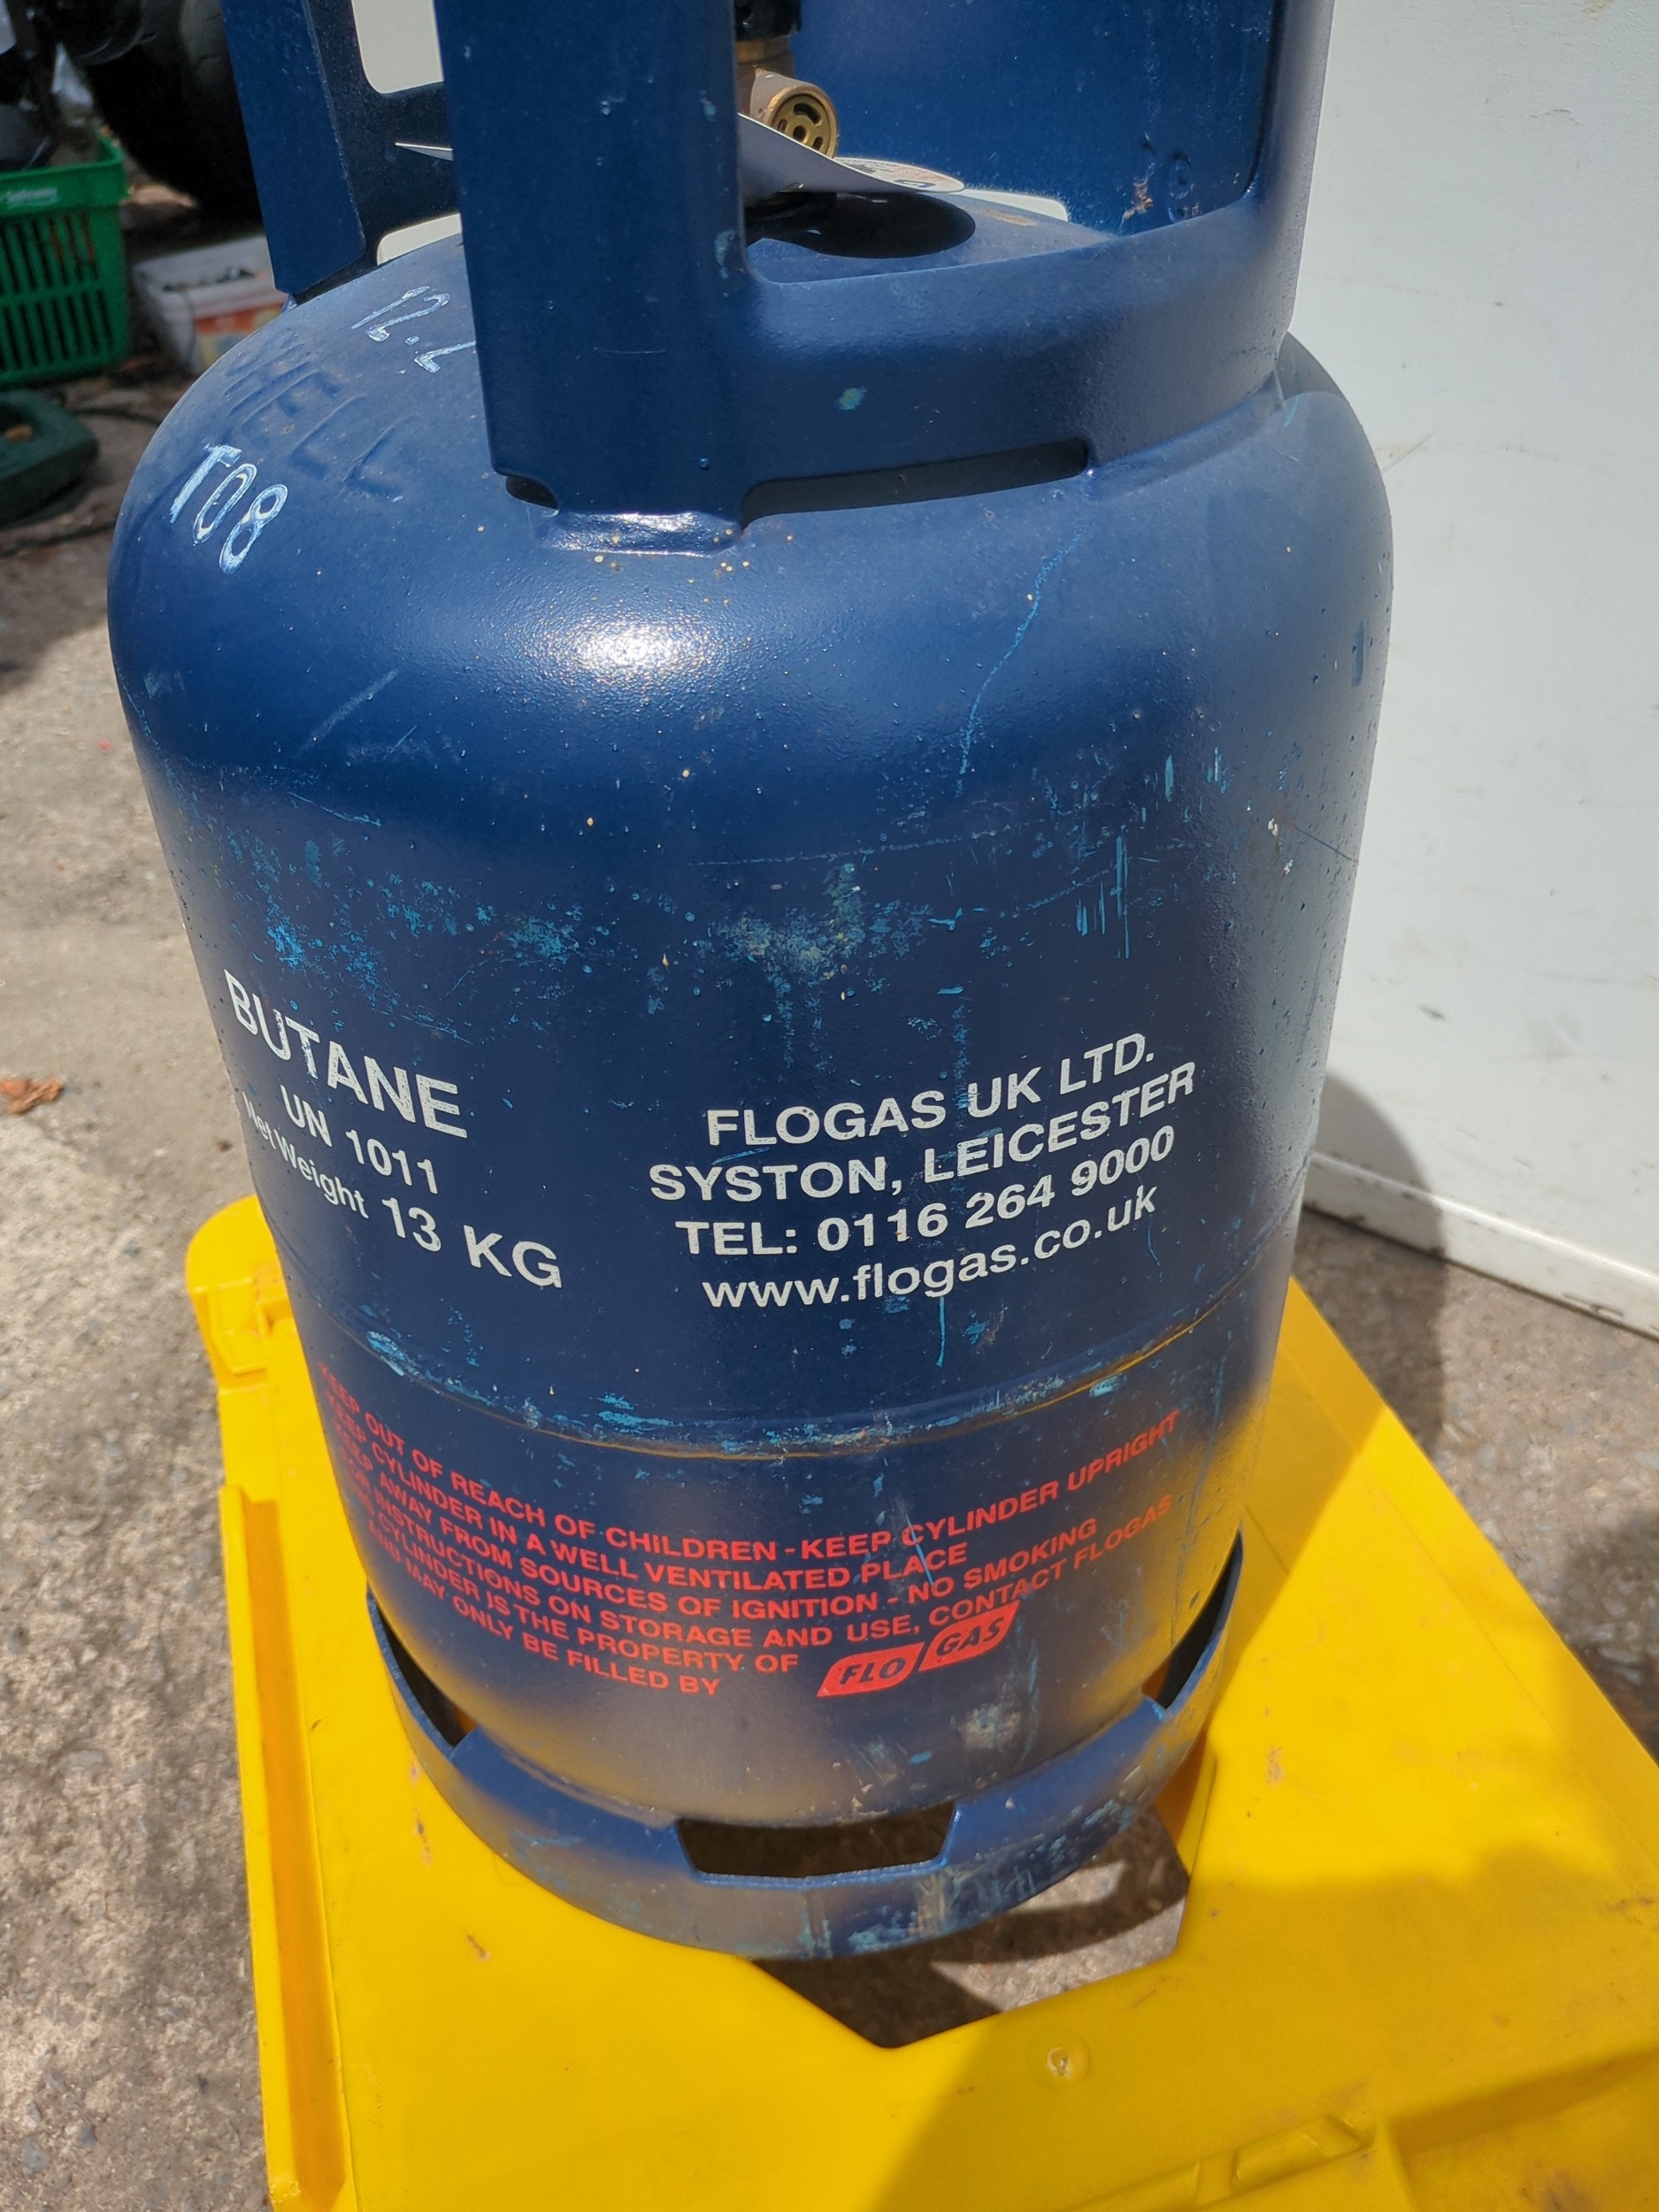 12.2
HELL
T08
BUTANE
UN 1011
Net Weight 13 KG
FLOGAS UK LTD.
SYSTON, LEICESTER
TEL: 0116 264 9000
www.flogas.co.uk
KEEP OUT OF REACH OF CHILDREN - KEEP CYLINDER UPRIGHT
KEEP CYLINDER IN A WELL VENTILATED PLACE
KEEP AWAY FROM SOURCES OF IGNITION - NO SMOKING
FOR INSTRUCTIONS ON STORAGE AND USE, CONTACT FLOGAS
THIS CYLINDER IS THE PROPERTY OF
AND MAY ONLY BE FILLED BY
FLO GAS